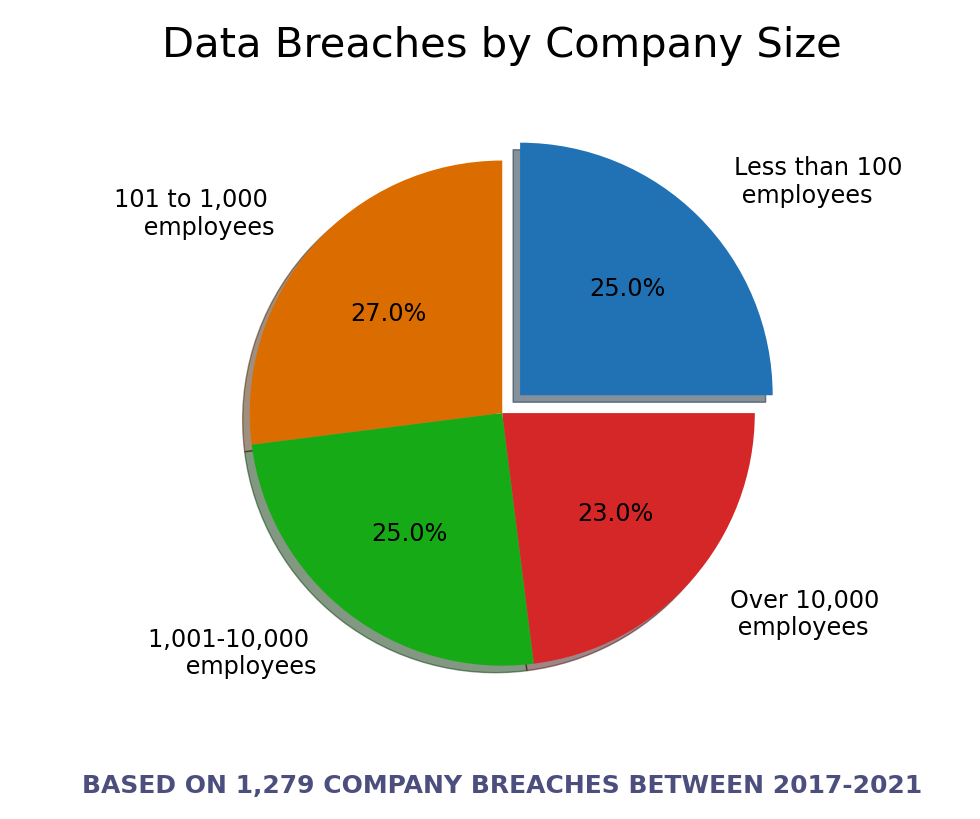 Data Breaches by Company Size
Less than 100
employees
101 to 1,000
employees
25.0%
27.0%
23.0%
25.0%
Over 10,000
employees
1,001-10,000
employees
BASED ON 1,279 COMPANY BREACHES BETWEEN 2017-2021